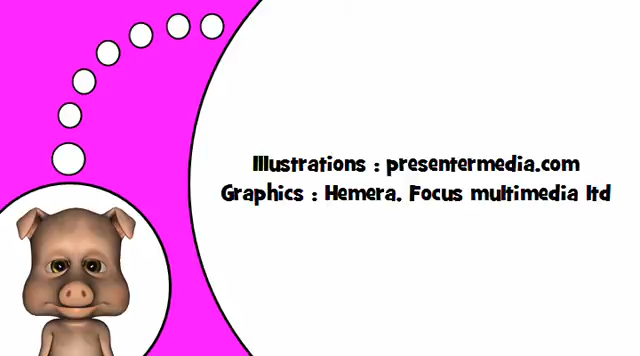 Illustrations : presentermedia.com
Graphics : Hemera. Focus multimedia ltd